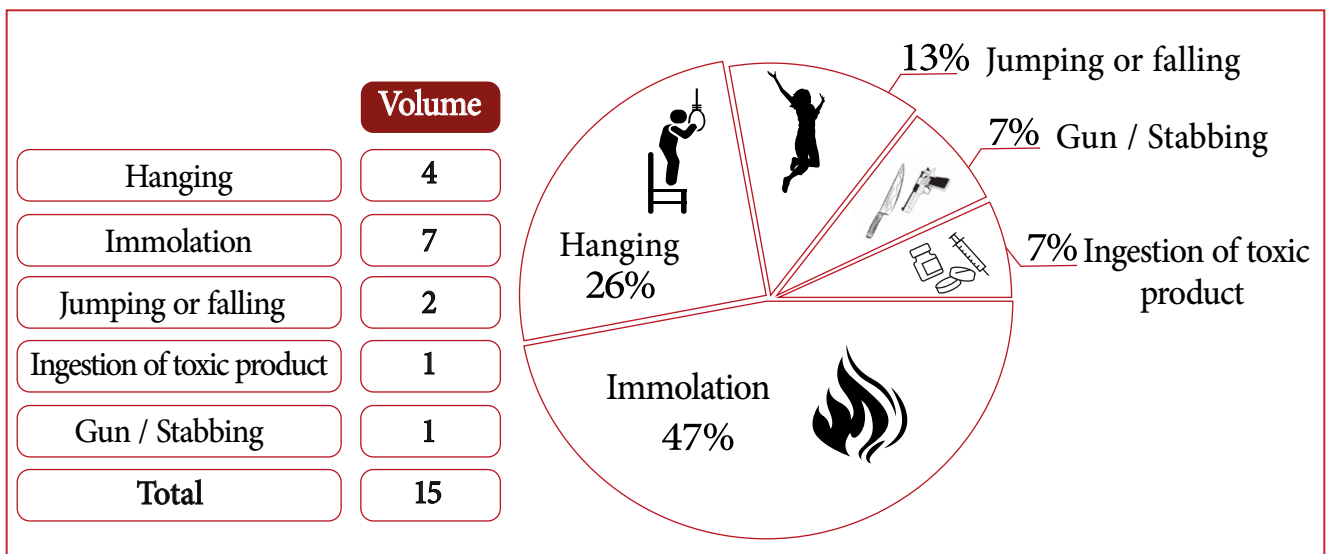 Volume
Hanging 4
Immolation 7
Jumping or falling 2
Ingestion of toxic product 1
Gun / Stabbing 1
Total 15
13% Jumping or falling
7% Gun / Stabbing
7% Ingestion of toxic
product
Hanging
26%
Immolation
47%